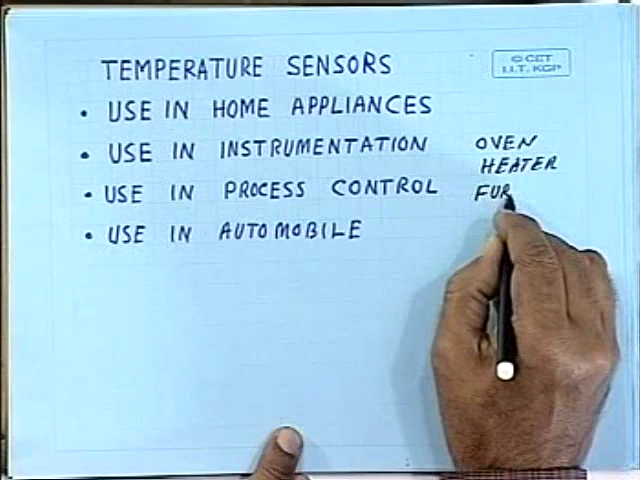 TEMPERATURE SENSORS
© CET
I.I.T. KGP
• USE IN HOME APPLIANCES
• USE IN INSTRUMENTATION
• USE IN PROCESS CONTROL
• USE IN AUTOMOBILE
OVEN
HEATER
FUR